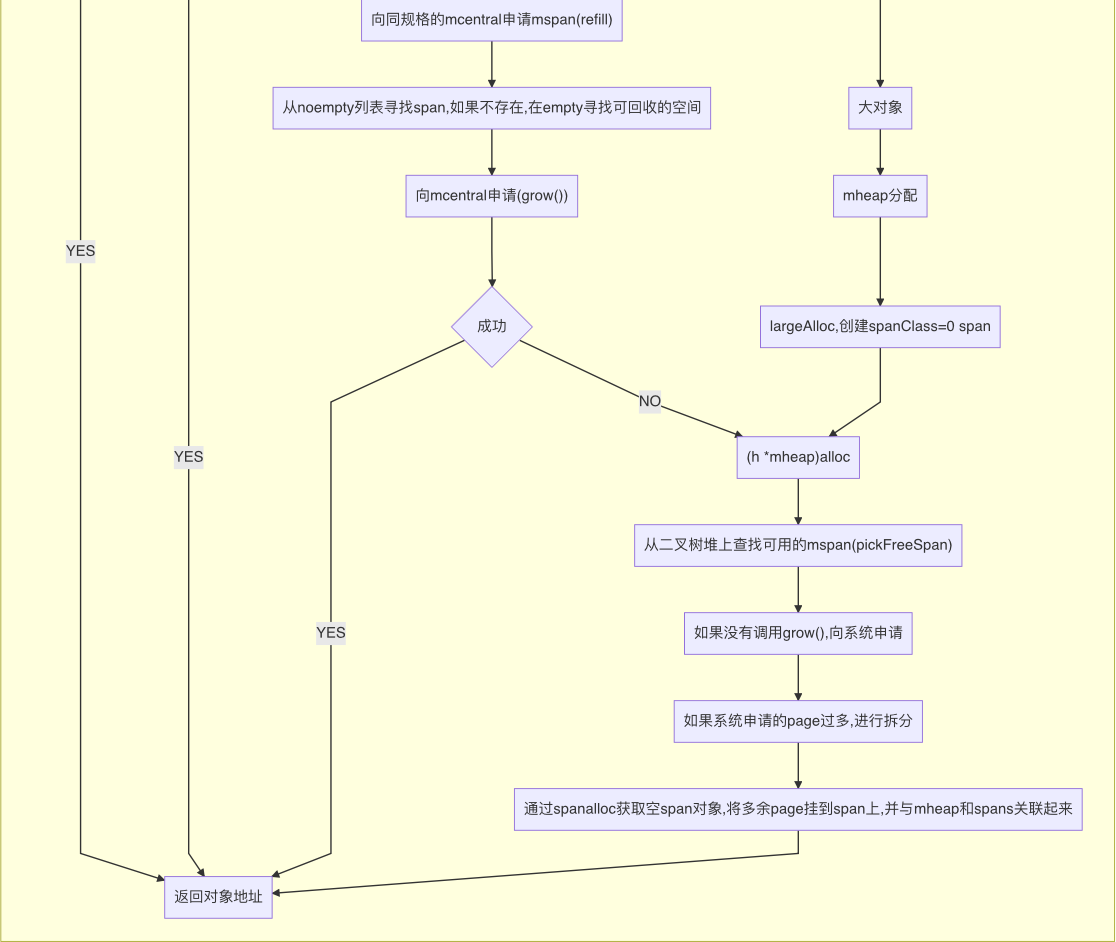 向同规格的mcentral申请mspan(refill)
从noempty列表寻找span,如果不存在,在empty寻找可回收的空间
大对象
向mcentral申请(grow())
mheap分配
YES
成功
largeAlloc,创建spanClass=0 span
NO
YES
(h *mheap)alloc
从二叉树堆上查找可用的mspan(pickFreeSpan)
YES
如果没有调用grow(),向系统申请
如果系统申请的page过多,进行拆分
通过spanalloc获取空span对象,将多余page挂到span上,并与mheap和spans关联起来
返回对象地址